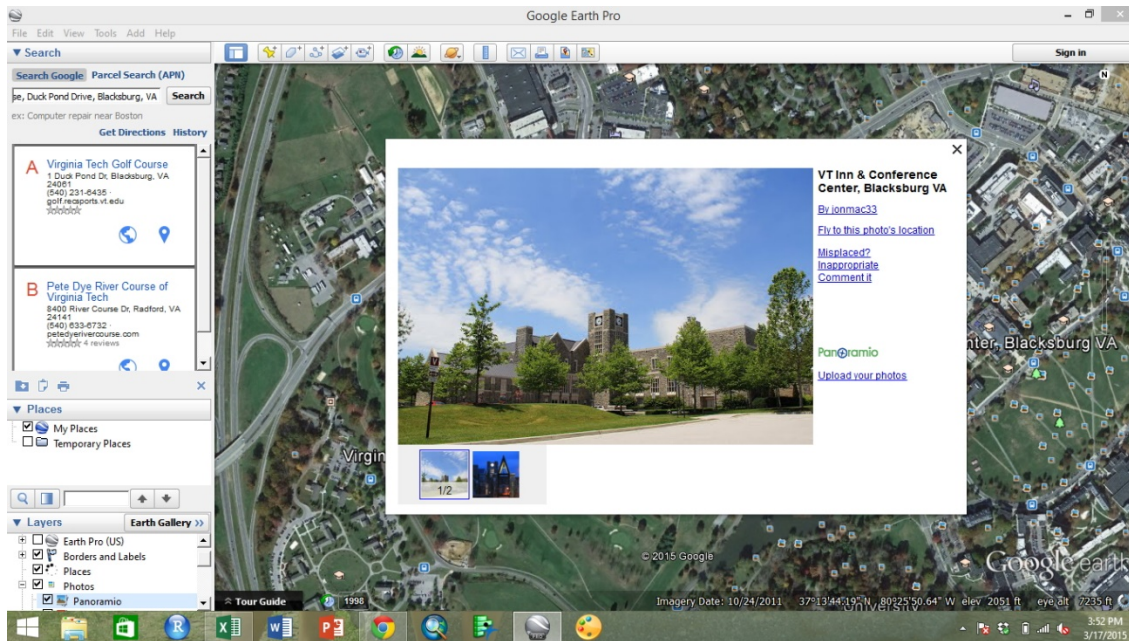 Google Earth Pro
File Edit View Tools Add Help
Search
Sign in
Search Google Parcel Search (APN)
se, Duck Pond Drive, Blacksburg, VA Search
ex: Computer repair near Boston
Get Directions History
A Virginia Tech Golf Course
1 Duck Pond Dr, Blacksburg, VA
24061
(540) 231-6435 ·
golf.recsports.vt.edu
B Pete Dye River Course of
Virginia Tech
8400 River Course Dr, Radford, VA
24141
(540) 633-6732 ·
petedyerivercourse.com
4 reviews
Places
My Places
Temporary Places
Layers Earth Gallery >>
Earth Pro (US)
Borders and Labels
Places
Photos
Panoramio
N
VT Inn & Conference
Center, Blacksburg VA
By jonmac33
Fly to this photo's location
Misplaced?
Inappropriate
Comment it
Panoramio
Upload your photos
1/2
nter, Blacksburg VA
Virgin
© 2015 Google
Google earth
Tour Guide
1998
Imagery Date: 10/24/2011 37°13'44.19" N 80°25'50.64" W elev 2051 ft eye alt 7235 ft
University
3:52 PM
3/17/2015